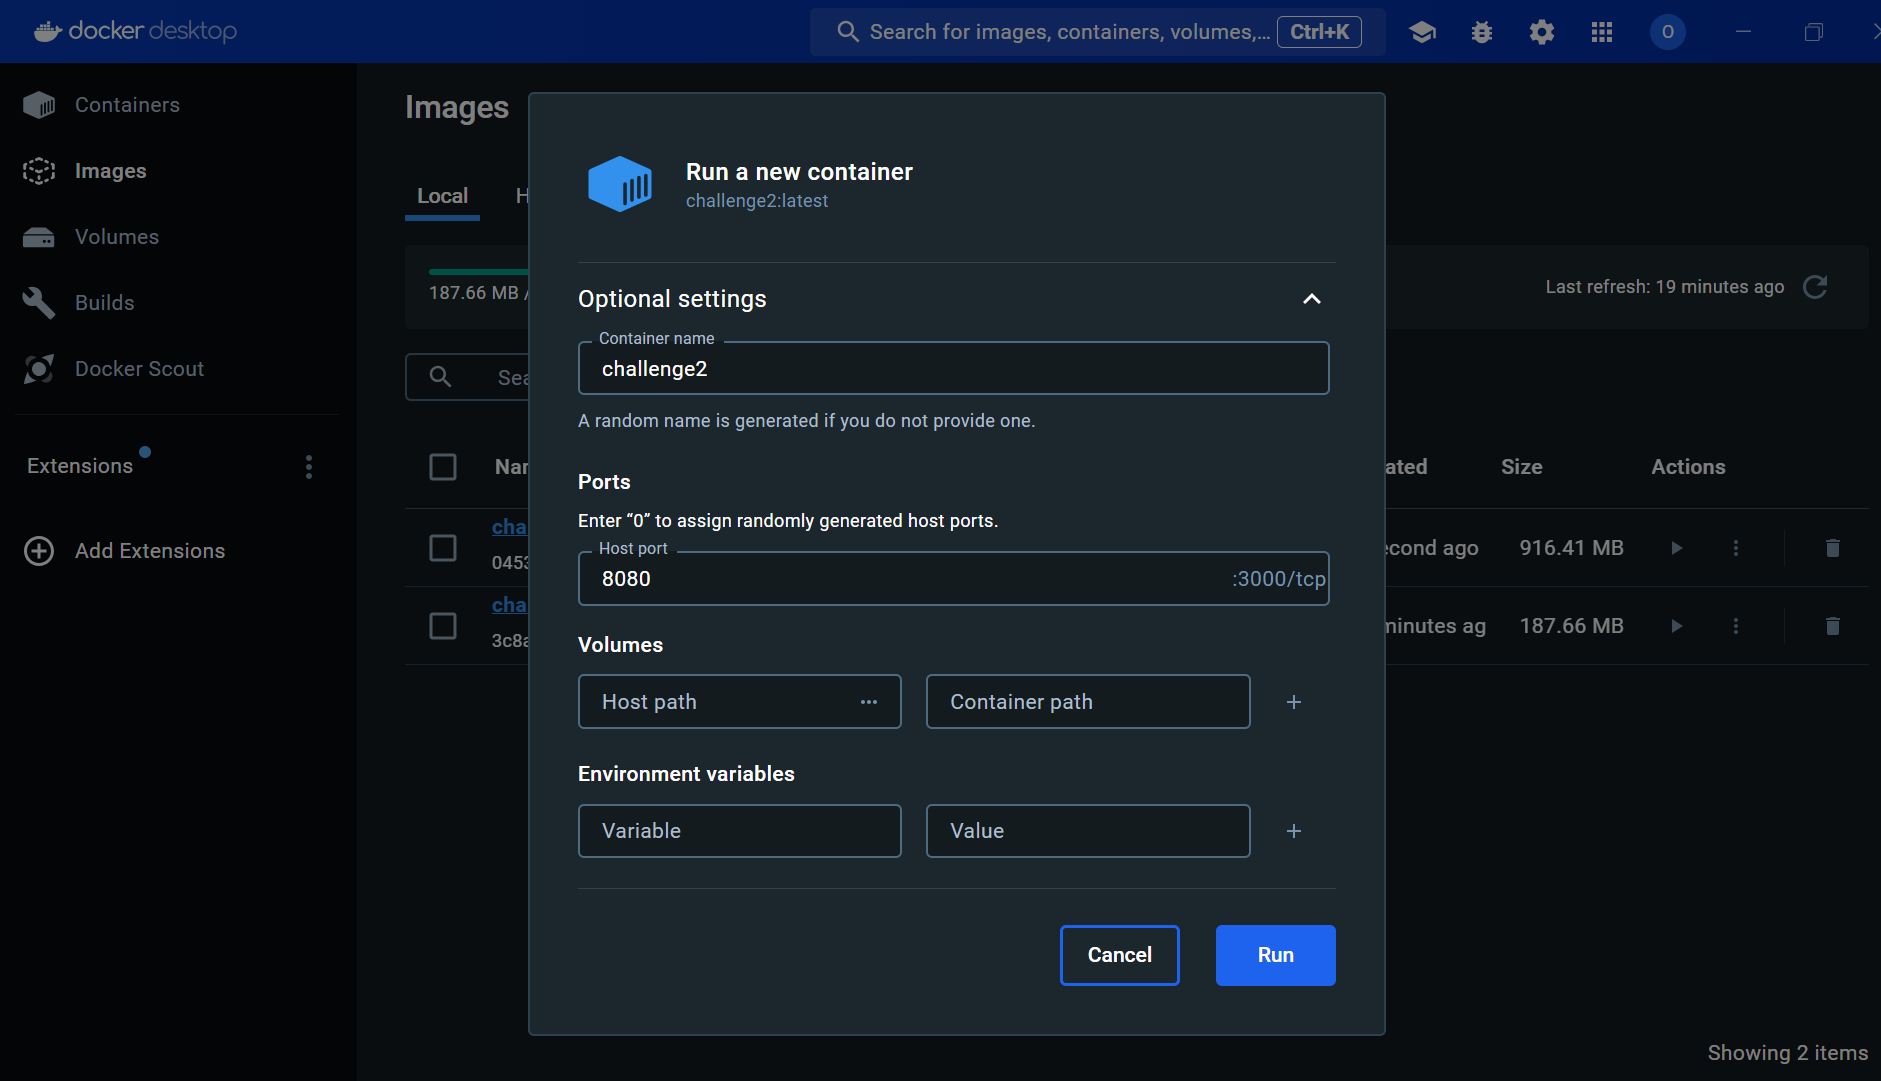 docker desktop
Search for images, containers, volumes,... Ctrl+K
O
Containers
Images
Volumes
Builds
Docker Scout
Extensions
Add Extensions
Images
Local H
187.66 MB /
Last refresh: 19 minutes ago
Sea
Nar ated Size Actions
cha
0453 econd ago 916.41 MB
cha
3c8a minutes ag 187.66 MB
Showing 2 items
Run a new container
challenge2:latest
Optional settings
Container name
challenge2
A random name is generated if you do not provide one.
Ports
Enter “0” to assign randomly generated host ports.
Host port
8080 :3000/tcp
Volumes
Host path ... Container path
Environment variables
Variable Value
Cancel Run